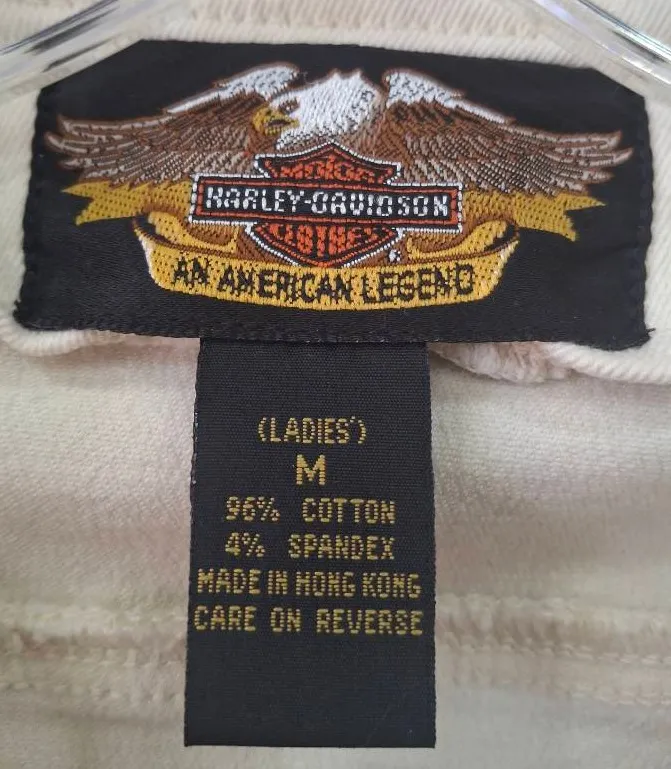 MOTOR
HARLEY-DAVIDSON
CYCLES
®
AN AMERICAN LEGEND
(LADIES')
M
96% COTTON
4% SPANDEX
MADE IN HONG KONG
CARE ON REVERSE